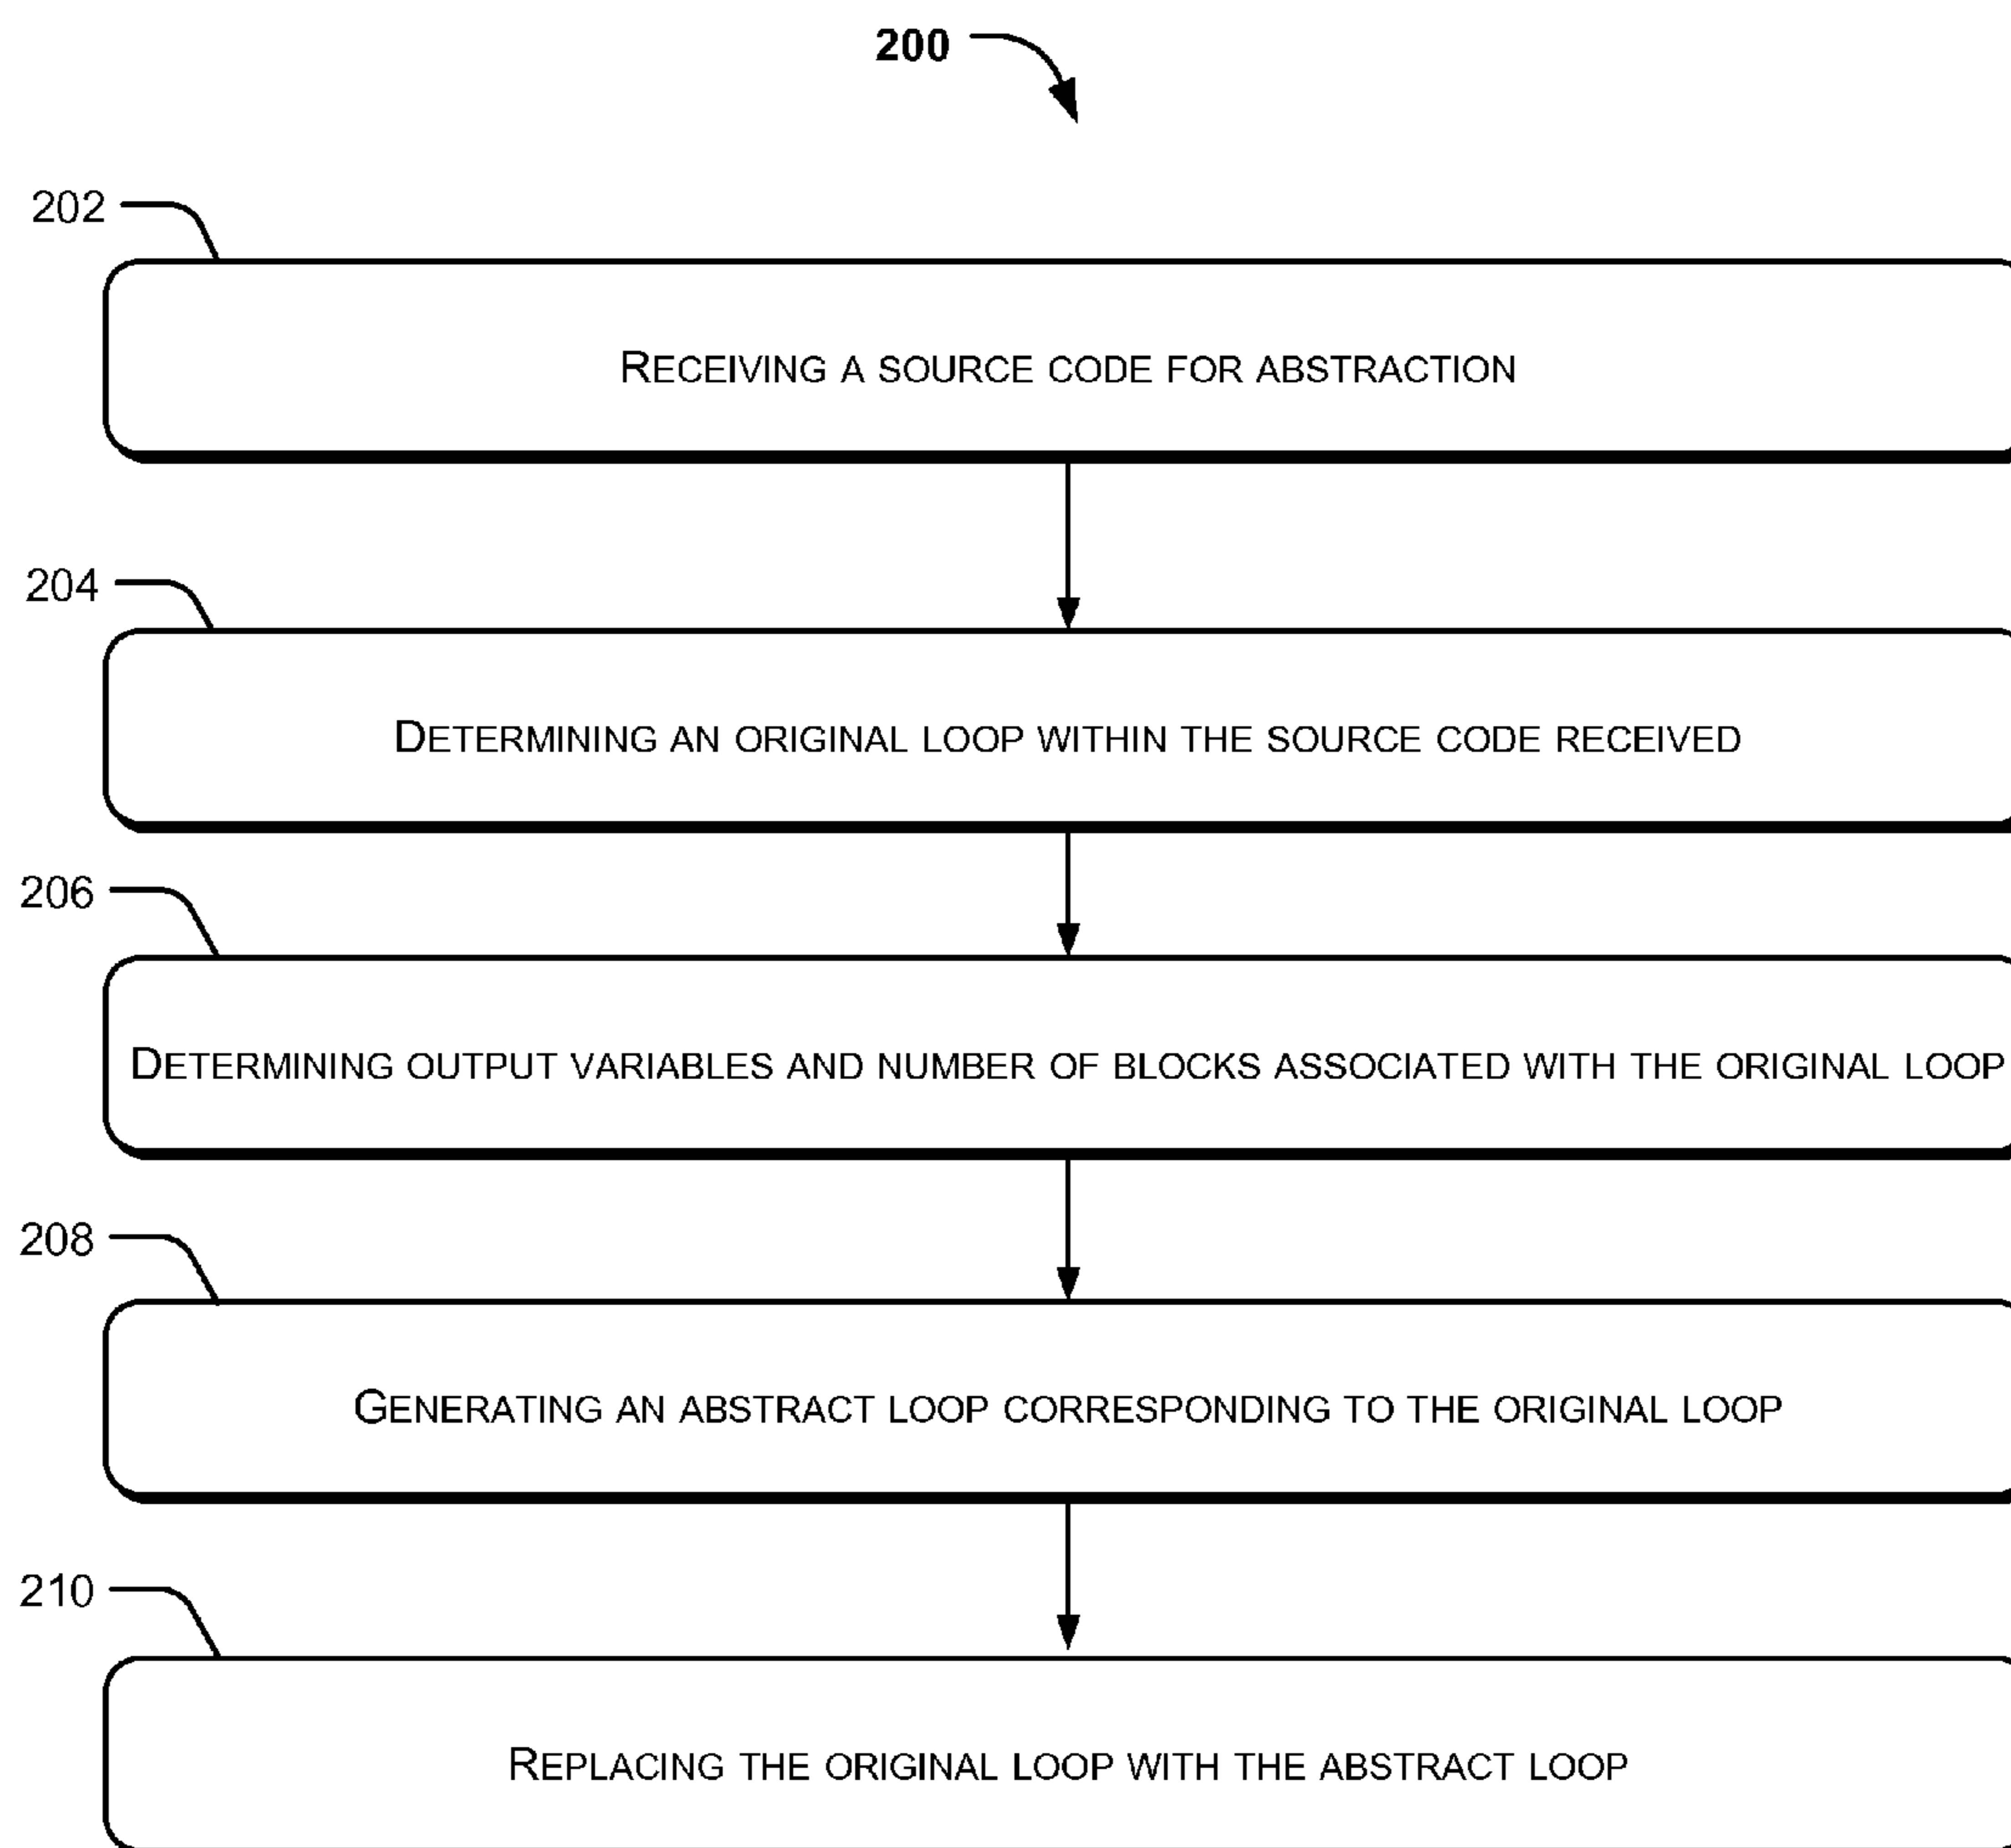 200
202
RECEIVING A SOURCE CODE FOR ABSTRACTION
204
DETERMINING AN ORIGINAL LOOP WITHIN THE SOURCE CODE RECEIVED
206
DETERMINING OUTPUT VARIABLES AND NUMBER OF BLOCKS ASSOCIATED WITH THE ORIGINAL LOOP
208
GENERATING AN ABSTRACT LOOP CORRESPONDING TO THE ORIGINAL LOOP
210
REPLACING THE ORIGINAL LOOP WITH THE ABSTRACT LOOP